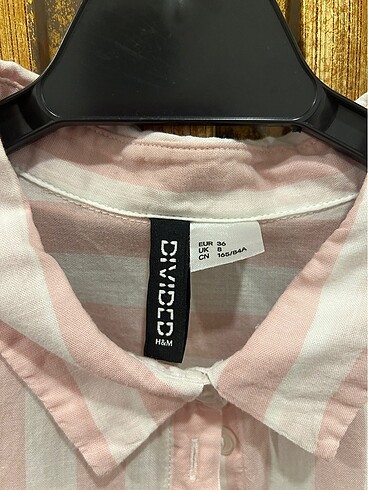 DIVIDED
H&M
EUR 36
UK 8
CN 165/84A